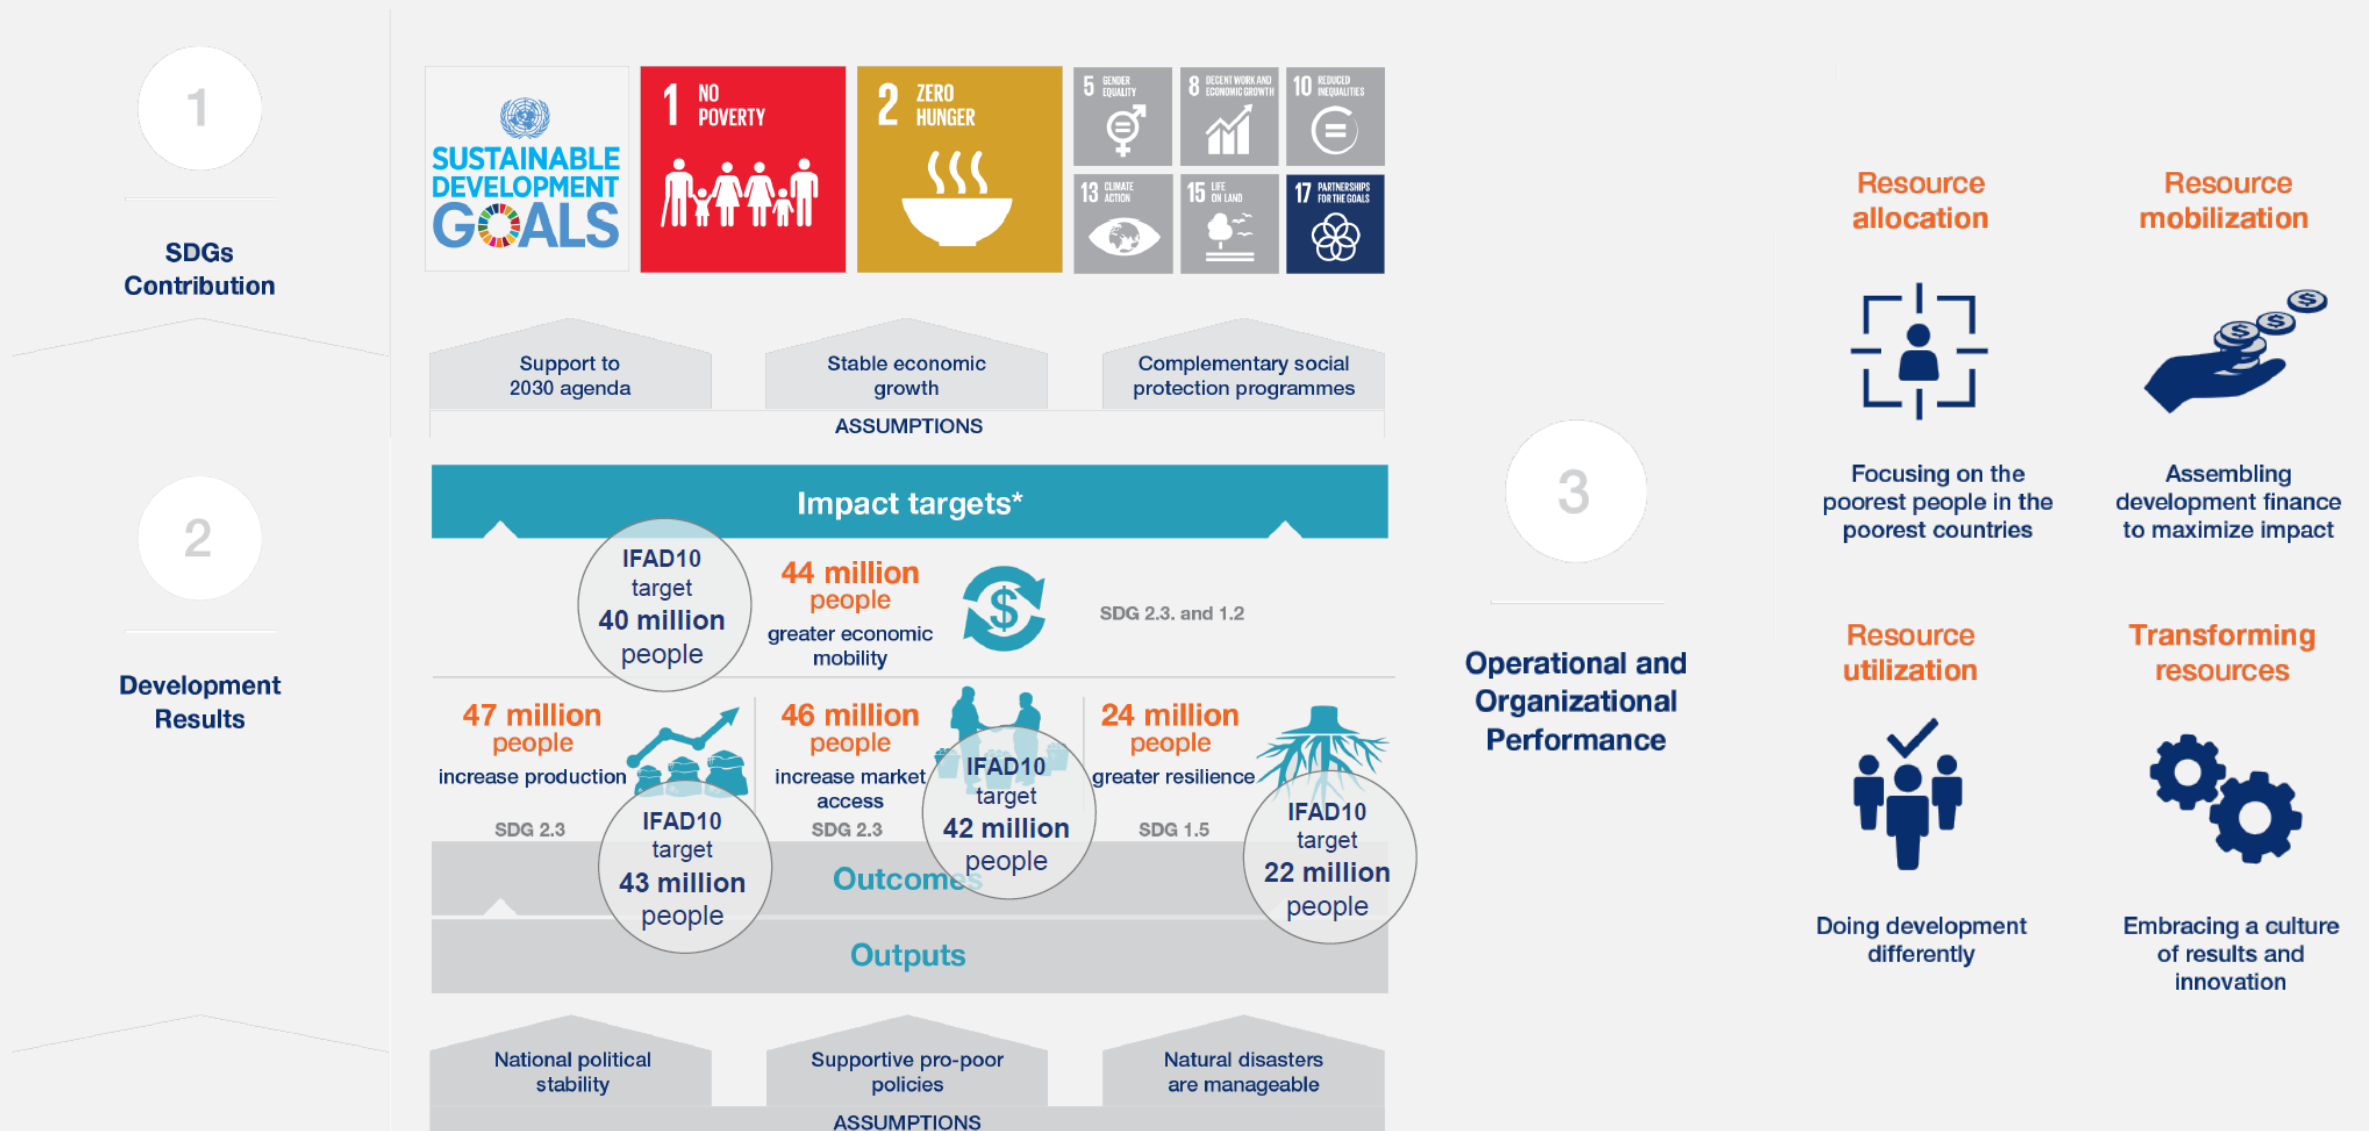 1
SDGs
Contribution
SUSTAINABLE
DEVELOPMENT
GOALS
1 NO
POVERTY
2 ZERO
HUNGER
5 GENDER
EQUALITY
8 DECENT WORK AND
ECONOMIC GROWTH
10 REDUCED
INEQUALITIES
13 CLIMATE
ACTION
15 LIFE
ON LAND
17 PARTNERSHIPS
FOR THE GOALS
Support to
2030 agenda
Stable economic
growth
Complementary social
protection programmes
ASSUMPTIONS
2
Development
Results
Impact targets*
IFAD10
target
40 million
people
44 million
people
greater economic
mobility
$
SDG 2.3. and 1.2
47 million
people
increase production
SDG 2.3
IFAD10
target
43 million
people
46 million
people
increase market
access
SDG 2.3
IFAD10
target
42 million
people
24 million
people
greater resilience
SDG 1.5
IFAD10
target
22 million
people
Outcomes
Outputs
National political
stability
Supportive pro-poor
policies
Natural disasters
are manageable
ASSUMPTIONS
3
Operational and
Organizational
Performance
Resource
allocation
Focusing on the
poorest people in the
poorest countries
Resource
mobilization
$
$
$
Assembling
development finance
to maximize impact
Resource
utilization
Doing development
differently
Transforming
resources
Embracing a culture
of results and
innovation